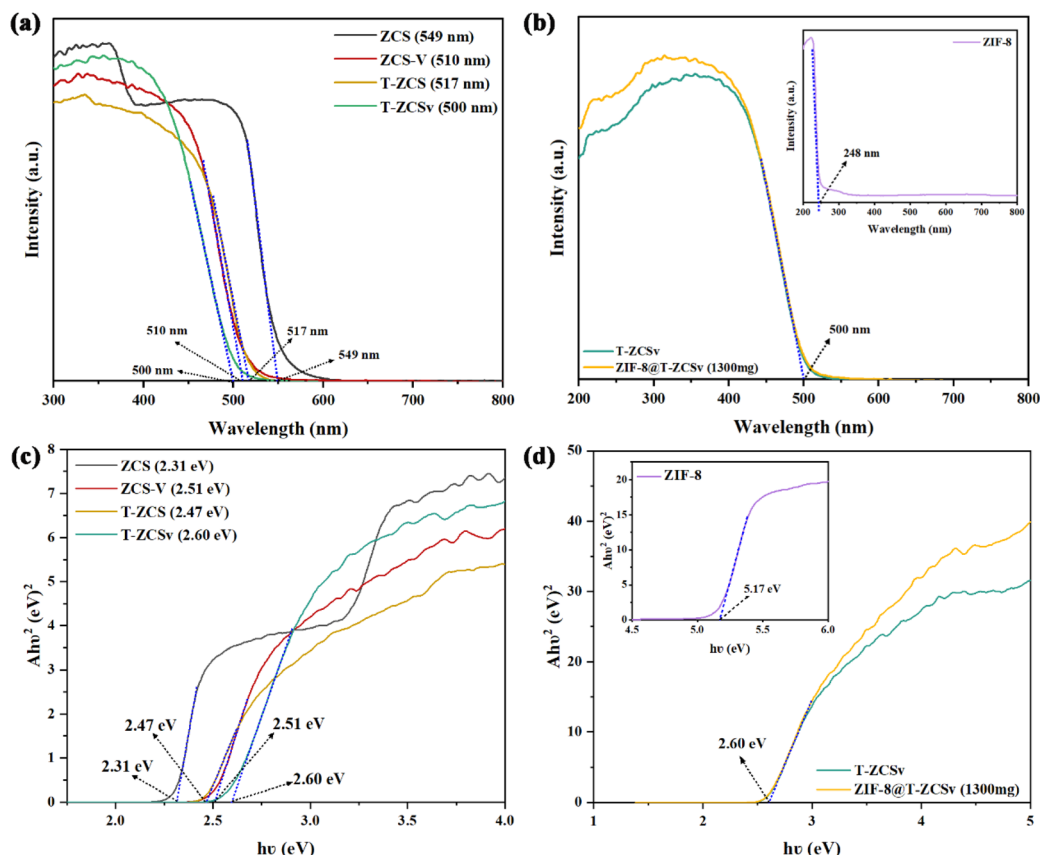 (a)
ZCS (549 nm)
ZCS-V (510 nm)
T-ZCS (517 nm)
T-ZCSv (500 nm)
Intensity (a.u.)
510 nm
517 nm
500 nm
549 nm
300 400 500 600 700 800
Wavelength (nm)
(b)
ZIF-8
Intensity (a.u.)
248 nm
200 300 400 500 600 700 800
Wavelength (nm)
Intensity (a.u.)
500 nm
T-ZCSv
ZIF-8@T-ZCSv (1300mg)
200 300 400 500 600 700 800
Wavelength (nm)
(c)
8
7
6
5
4
3
2
1
0
ZCS (2.31 eV)
ZCS-V (2.51 eV)
T-ZCS (2.47 eV)
T-ZCSv (2.60 eV)
Ahυ² (eV)²
2.47 eV
2.51 eV
2.31 eV
2.60 eV
2.0 2.5 3.0 3.5 4.0
hυ (eV)
(d)
50
40
30
20
10
0
ZIF-8
20
15
10
5
0
Ahυ² (eV)²
5.17 eV
4.5 5.0 5.5 6.0
hυ (eV)
Ahυ² (eV)²
2.60 eV
T-ZCSv
ZIF-8@T-ZCSv (1300mg)
1 2 3 4 5
hυ (eV)